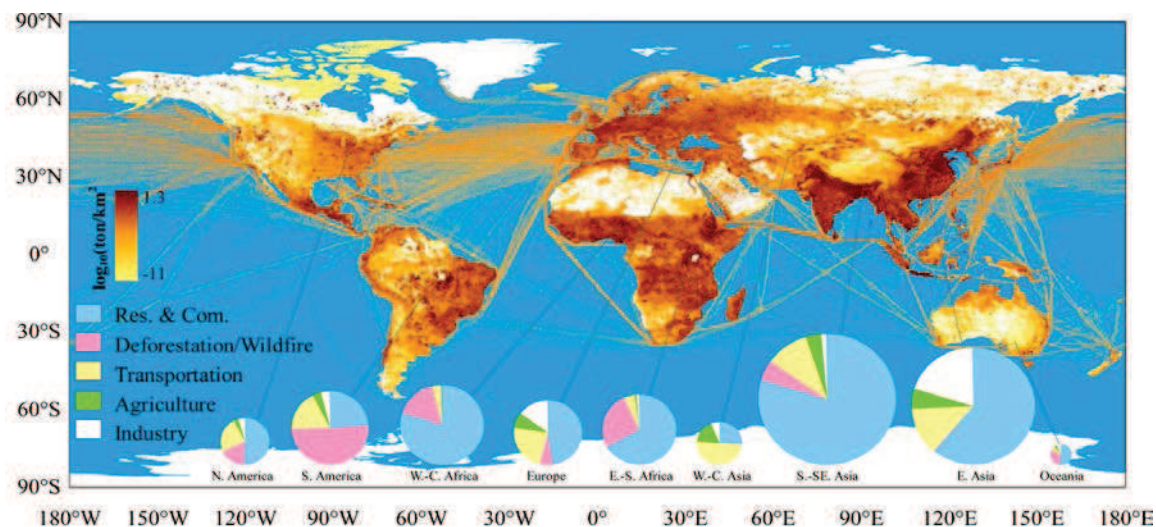 90°N
60°N
30°N
0°
30°S
60°S
90°S
1.3
-11
log₁₀(ton/km²)
Res. & Com.
Deforestation/Wildfire
Transportation
Agriculture
Industry
N. America
S. America
W.-C. Africa
Europe
E.-S. Africa
W.-C. Asia
S.-SE. Asia
E. Asia
Oceania
180°W 150°W 120°W 90°W 60°W 30°W 0° 30°E 60°E 90°E 120°E 150°E 180°E